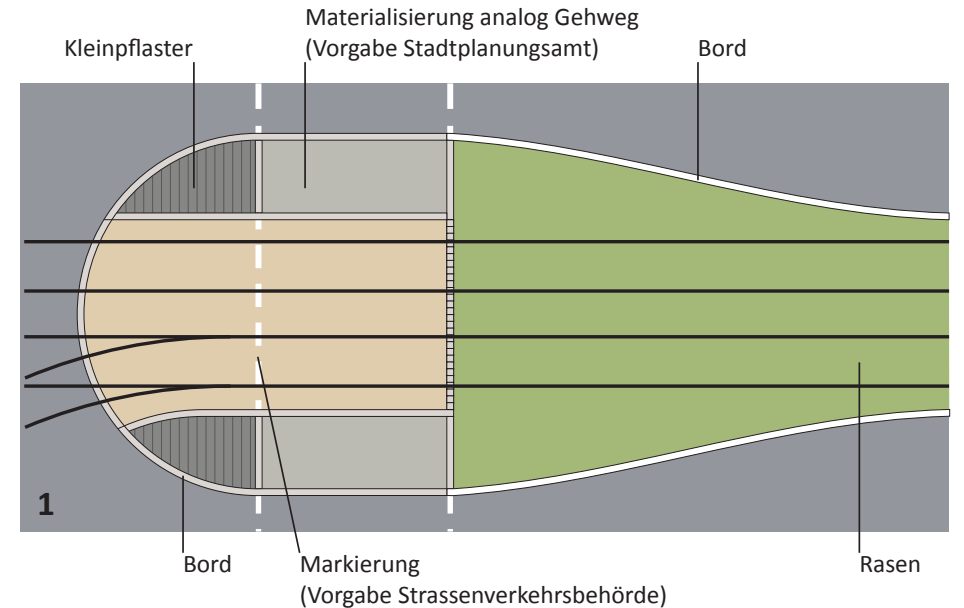 Materialisierung analog Gehweg
(Vorgabe Stadtplanungsamt)
Kleinpflaster
Bord
1
Bord
Markierung
(Vorgabe Strassenverkehrsbehörde)
Rasen